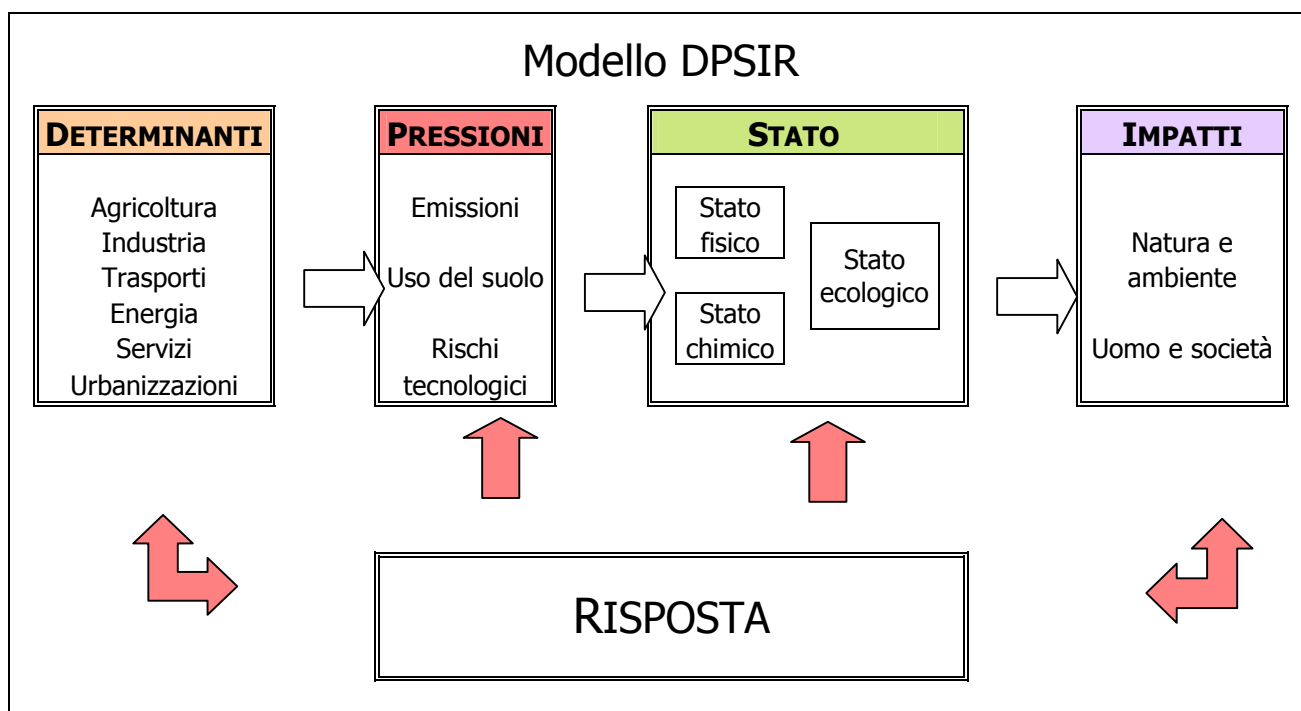 Modello DPSIR
DETERMINANTI
Agricoltura
Industria
Trasporti
Energia
Servizi
Urbanizzazioni
PRESSIONI
Emissioni
Uso del suolo
Rischi
tecnologici
STATO
Stato
fisico
Stato
chimico
Stato
ecologico
IMPATTI
Natura e
ambiente
Uomo e società
RISPOSTA